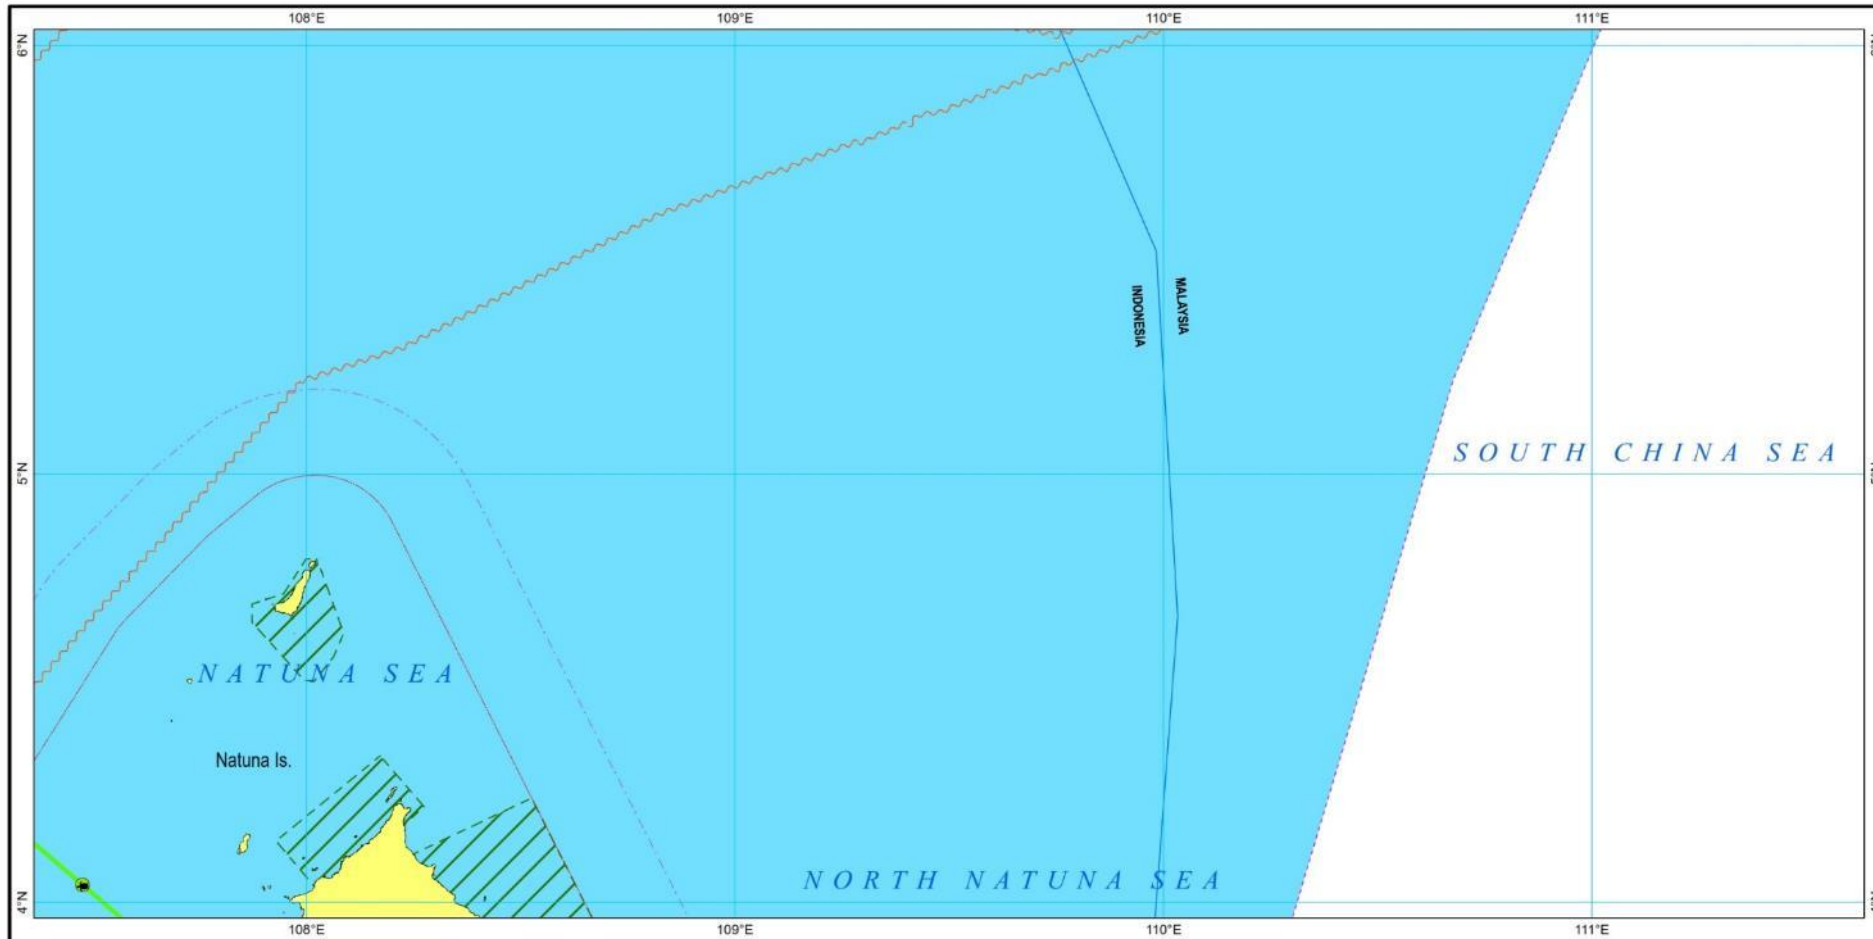 108°E 109°E 110°E 111°E
6°N
MALAYSIA
INDONESIA
SOUTH CHINA SEA
5°N
NATUNA SEA
Natuna Is.
NORTH NATUNA SEA
4°N
108°E 109°E 110°E 111°E